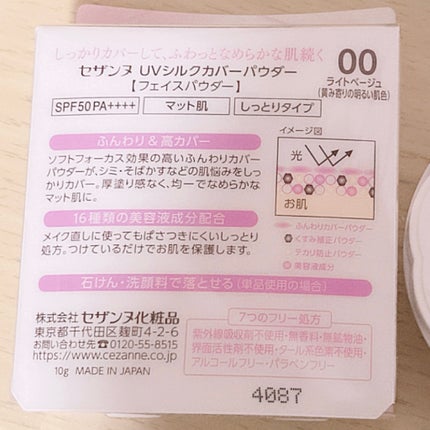 しっかりカバーして、ふわっとなめらかな肌続く
セザンヌ UVシルクカバーパウダー
【フェイスパウダー】
00
ライトベージュ
(黄み寄りの明るい肌色)
SPF50PA++++
マット肌
しっとりタイプ
ふんわり&高カバー
ソフトフォーカス効果の高いふんわりカバー
パウダーが、シミ・そばかすなどの肌悩みをしっ
かりカバー。厚塗り感なく、均一でなめらかな
マット肌に。
イメージ図
光
お肌
ふんわりカバーパウダー
くすみ補正パウダー
テカリ防止パウダー
美容液成分
16種類の美容液成分配合
メイク直しに使ってもぱさつきにくいしっとり
処方。つけているだけでお肌を保護します。
石けん・洗顔料で落とせる(単品使用の場合)
株式会社 セザンヌ化粧品
東京都千代田区麹町4-2-6
お問い合わせ先 0120-55-8515
https://www.cezanne.co.jp
10g MADE IN JAPAN
7つのフリー処方
紫外線吸収剤不使用・無香料・無鉱物油・
界面活性剤不使用・タール系色素不使用・
アルコールフリー・パラベンフリー
4087